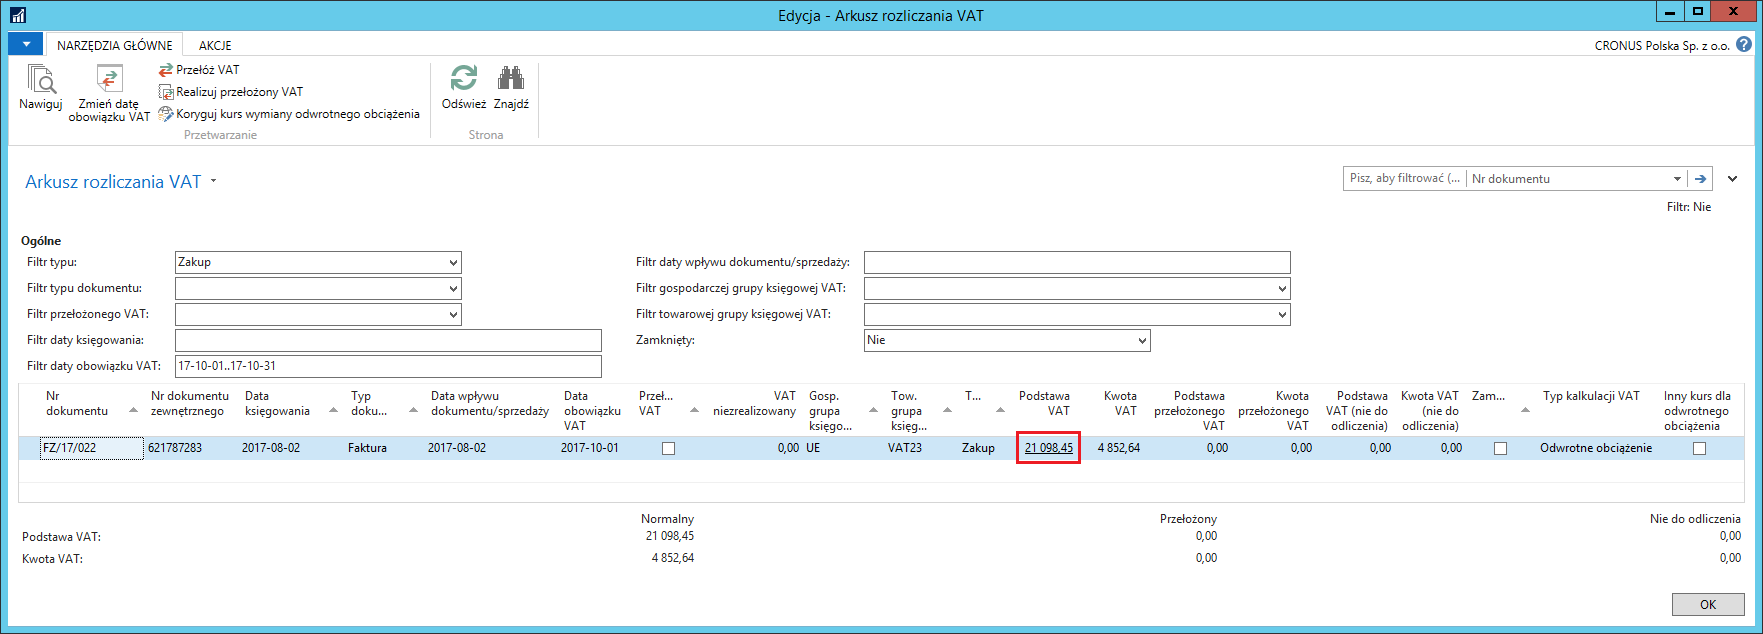 Edycja - Arkusz rozliczania VAT
NARZĘDZIA GŁÓWNE AKCJE
CRONUS Polska Sp. z o.o.
Nawiguj
Zmień datę
obowiązku VAT
Przełóż VAT
Realizuj przełożony VAT
Koryguj kurs wymiany odwrotnego obciążenia
Przetwarzanie
Odśwież
Znajdź
Strona
Arkusz rozliczania VAT
Pisz, aby filtrować (... Nr dokumentu
Filtr: Nie
Ogólne
Filtr typu: Zakup
Filtr typu dokumentu:
Filtr przełożonego VAT:
Filtr daty księgowania:
Filtr daty obowiązku VAT: 17-10-01..17-10-31
Filtr daty wpływu dokumentu/sprzedaży:
Filtr gospodarczej grupy księgowej VAT:
Filtr towarowej grupy księgowej VAT:
Zamknięty: Nie
Nr
dokumentu
Nr dokumentu
zewnętrznego
Data
księgowania
Typ
doku...
Data wpływu
dokumentu/sprzedaży
Data
obowiązku
VAT
Przeł...
VAT
VAT
niezrealizowany
Gosp.
grupa
księgo...
Tow.
grupa
księg...
T...
Podstawa
VAT
Kwota
VAT
Podstawa
przełożonego
VAT
Kwota
przełożonego
VAT
Podstawa
VAT (nie do
odliczenia)
Kwota VAT
(nie do
odliczenia)
Zam...
Typ kalkulacji VAT
Inny kurs dla
odwrotnego
obciążenia
FZ/17/022 621787283 2017-08-02 Faktura 2017-08-02 2017-10-01 0,00 UE VAT23 Zakup 21 098,45 4 852,64 0,00 0,00 0,00 0,00 Odwrotne obciążenie
Normalny Przełożony Nie do odliczenia
Podstawa VAT: 21 098,45 0,00 0,00
Kwota VAT: 4 852,64 0,00 0,00
OK